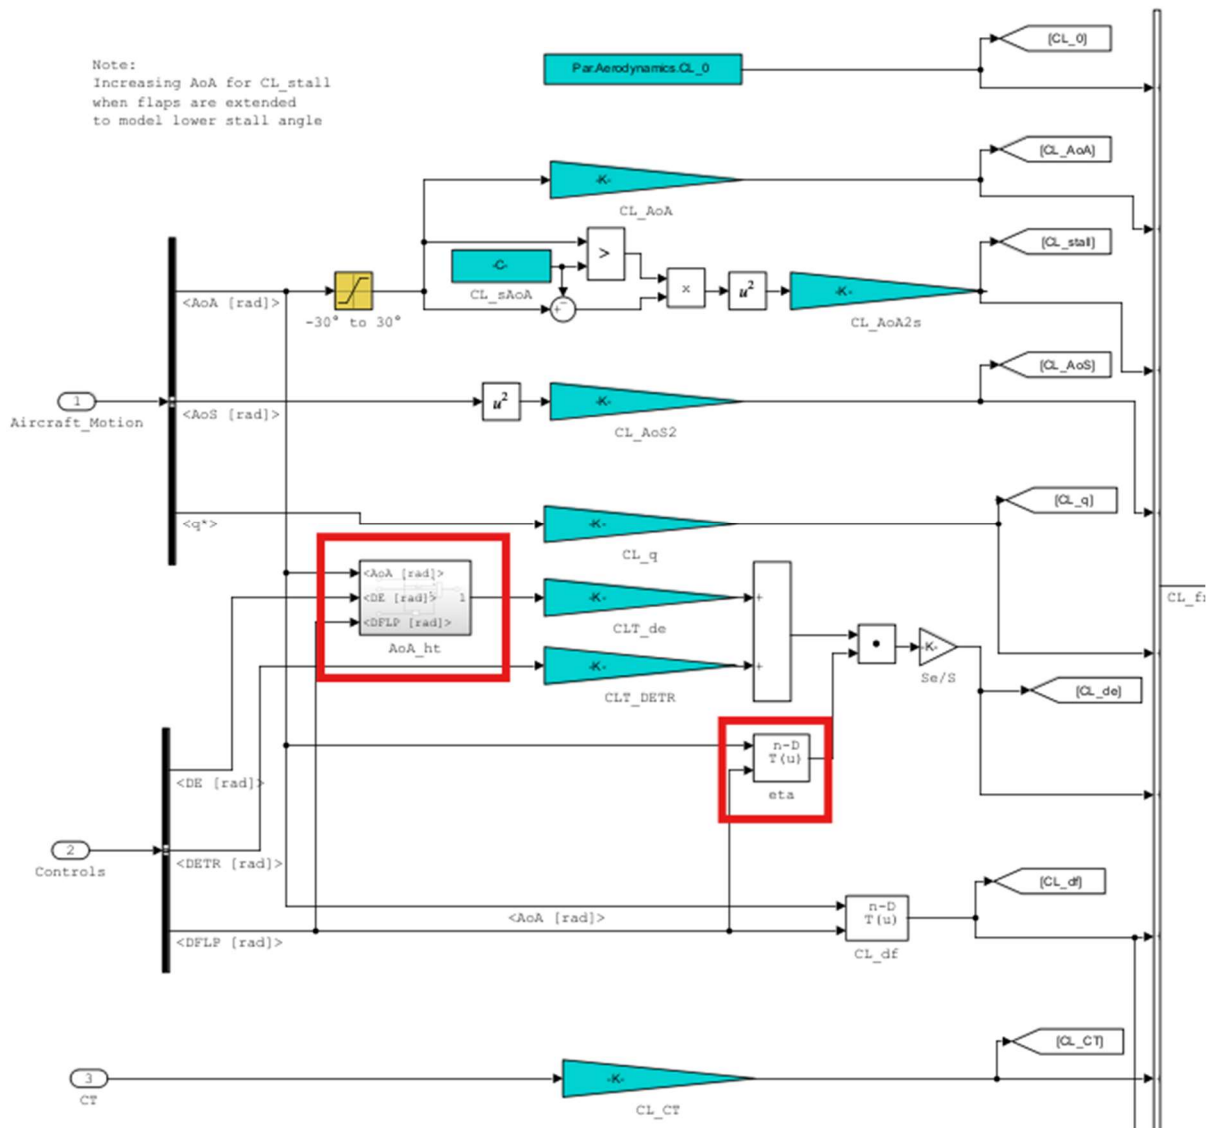 [CL_0]
Note:
Increasing AoA for CL_stall
when flaps are extended
to model lower stall angle
Par.Aerodynamics.CL_0
[CL_AoA]
-K-
CL_AoA
[CL_stall]
>
-C-
CL_sAoA
×
u²
-K-
CL_AoA2s
+
-
<AoA [rad]>
-30° to 30°
[CL_AoS]
1
Aircraft_Motion
<AoS [rad]>
u²
-K-
CL_AoS2
[CL_q]
<q*>
-K-
CL_q
<AoA [rad]>
<DE [rad]>
1
<DFLP [rad]>
AoA_ht
-K-
CLT_de
+
-K-
CLT_DETR
+
-K-
Se/S
[CL_de]
n-D
T(u)
eta
<DE [rad]>
2
Controls
<DETR [rad]>
[CL_df]
<AoA [rad]>
n-D
T(u)
CL_df
<DFLP [rad]>
[CL_CT]
3
CT
-K-
CL_CT